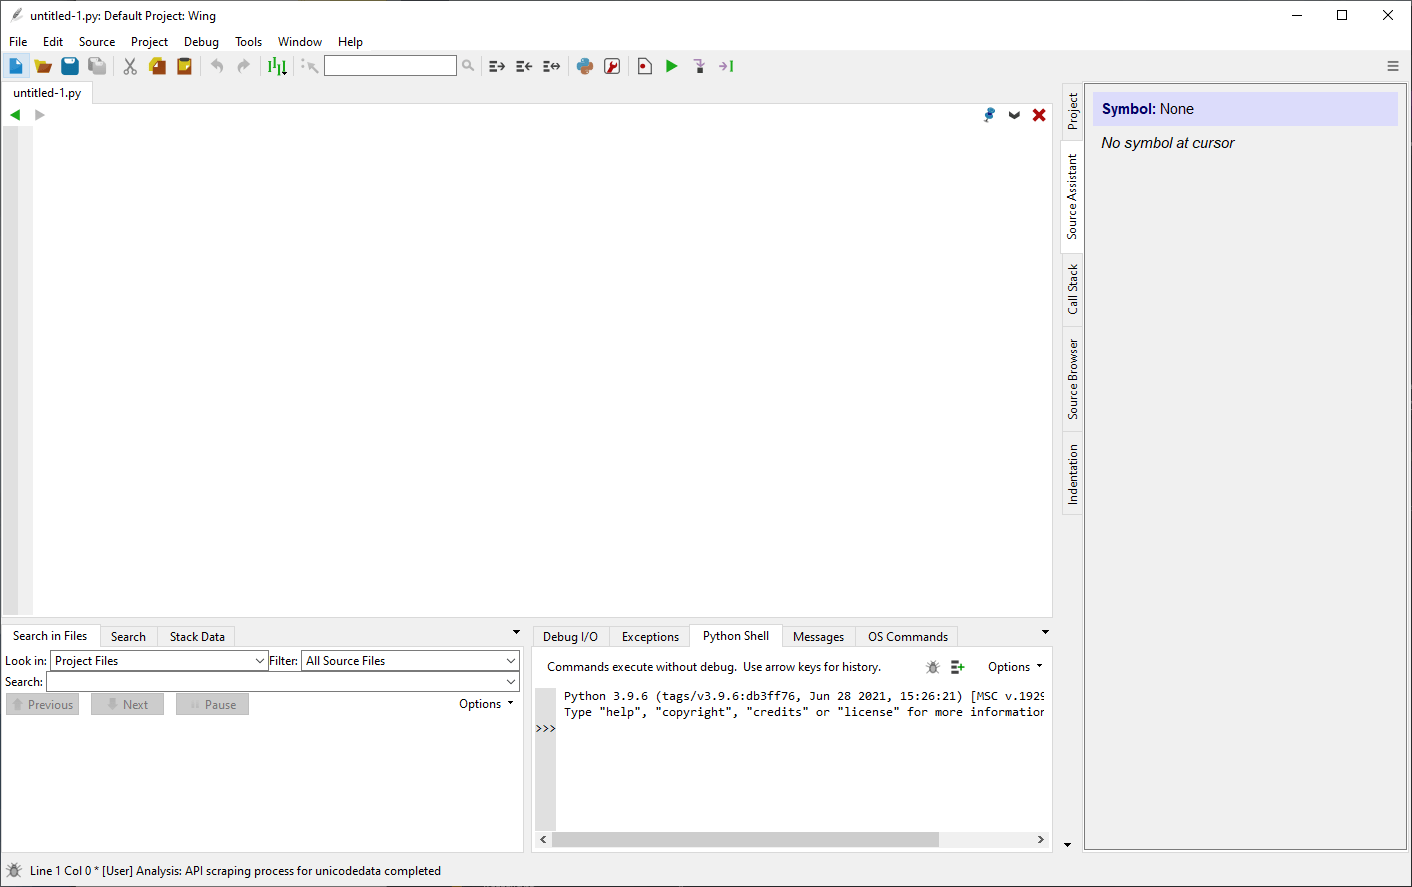 untitled-1.py: Default Project: Wing
File Edit Source Project Debug Tools Window Help
untitled-1.py
Project
Source Assistant
Call Stack
Source Browser
Indentation
Symbol: None
No symbol at cursor
Search in Files Search Stack Data
Look in: Project Files Filter: All Source Files
Search:
Previous Next Pause Options
Debug I/O Exceptions Python Shell Messages OS Commands
Commands execute without debug. Use arrow keys for history. Options
Python 3.9.6 (tags/v3.9.6:db3ff76, Jun 28 2021, 15:26:21) [MSC v.1929
Type "help", "copyright", "credits" or "license" for more information
>>>
Line 1 Col 0 * [User] Analysis: API scraping process for unicodedata completed